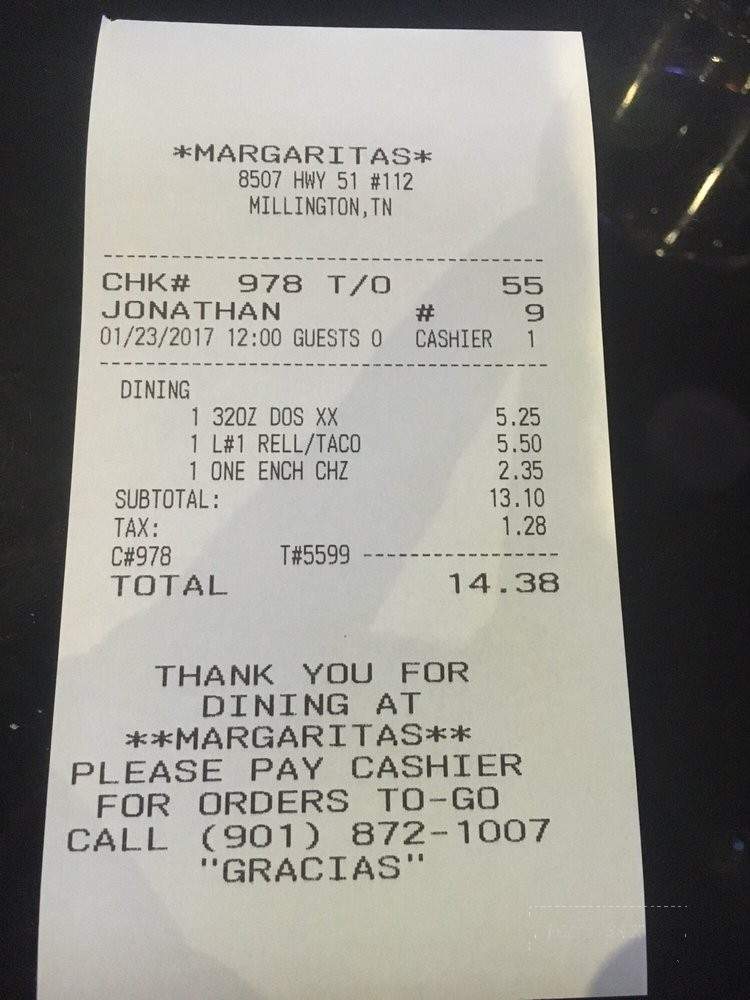 *MARGARITAS*
8507 HWY 51 #112
MILLINGTON,TN
--------------------------------
CHK# 978 T/O 55
JONATHAN # 9
01/23/2017 12:00 GUESTS 0 CASHIER 1
--------------------------------
DINING
1 32OZ DOS XX 5.25
1 L#1 RELL/TACO 5.50
1 ONE ENCH CHZ 2.35
SUBTOTAL: 13.10
TAX: 1.28
C#978 T#5599 ----------------
TOTAL 14.38
THANK YOU FOR
DINING AT
**MARGARITAS**
PLEASE PAY CASHIER
FOR ORDERS TO-GO
CALL (901) 872-1007
"GRACIAS"